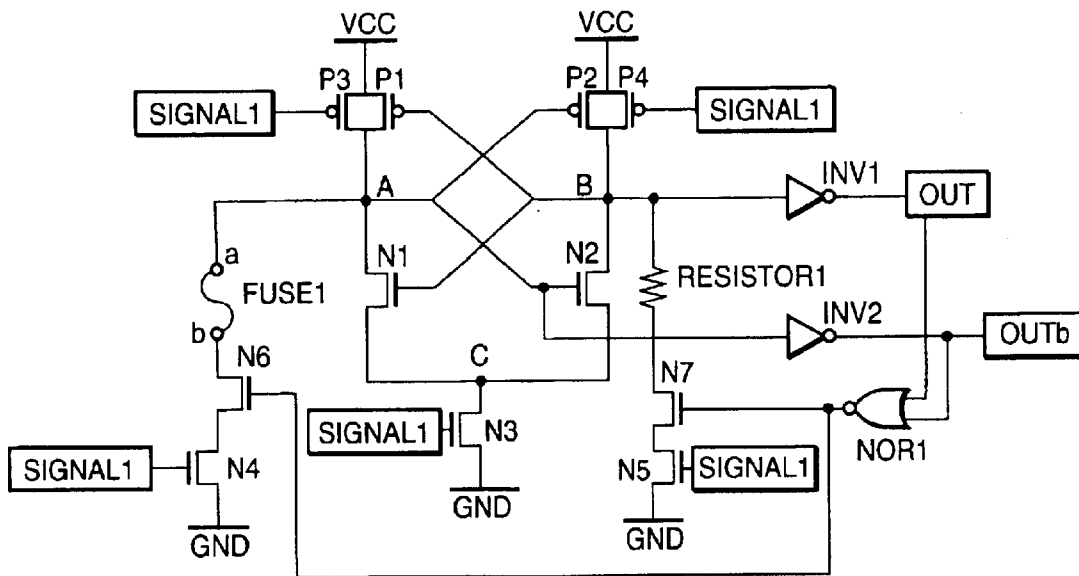 VCC
VCC
P3 P1
P2 P4
SIGNAL1
SIGNAL1
A
B
INV1
OUT
a
N1
N2
RESISTOR1
FUSE1
b
INV2
OUTb
C
N6
N7
SIGNAL1
N3
NOR1
SIGNAL1
N4
N5
SIGNAL1
GND
GND
GND